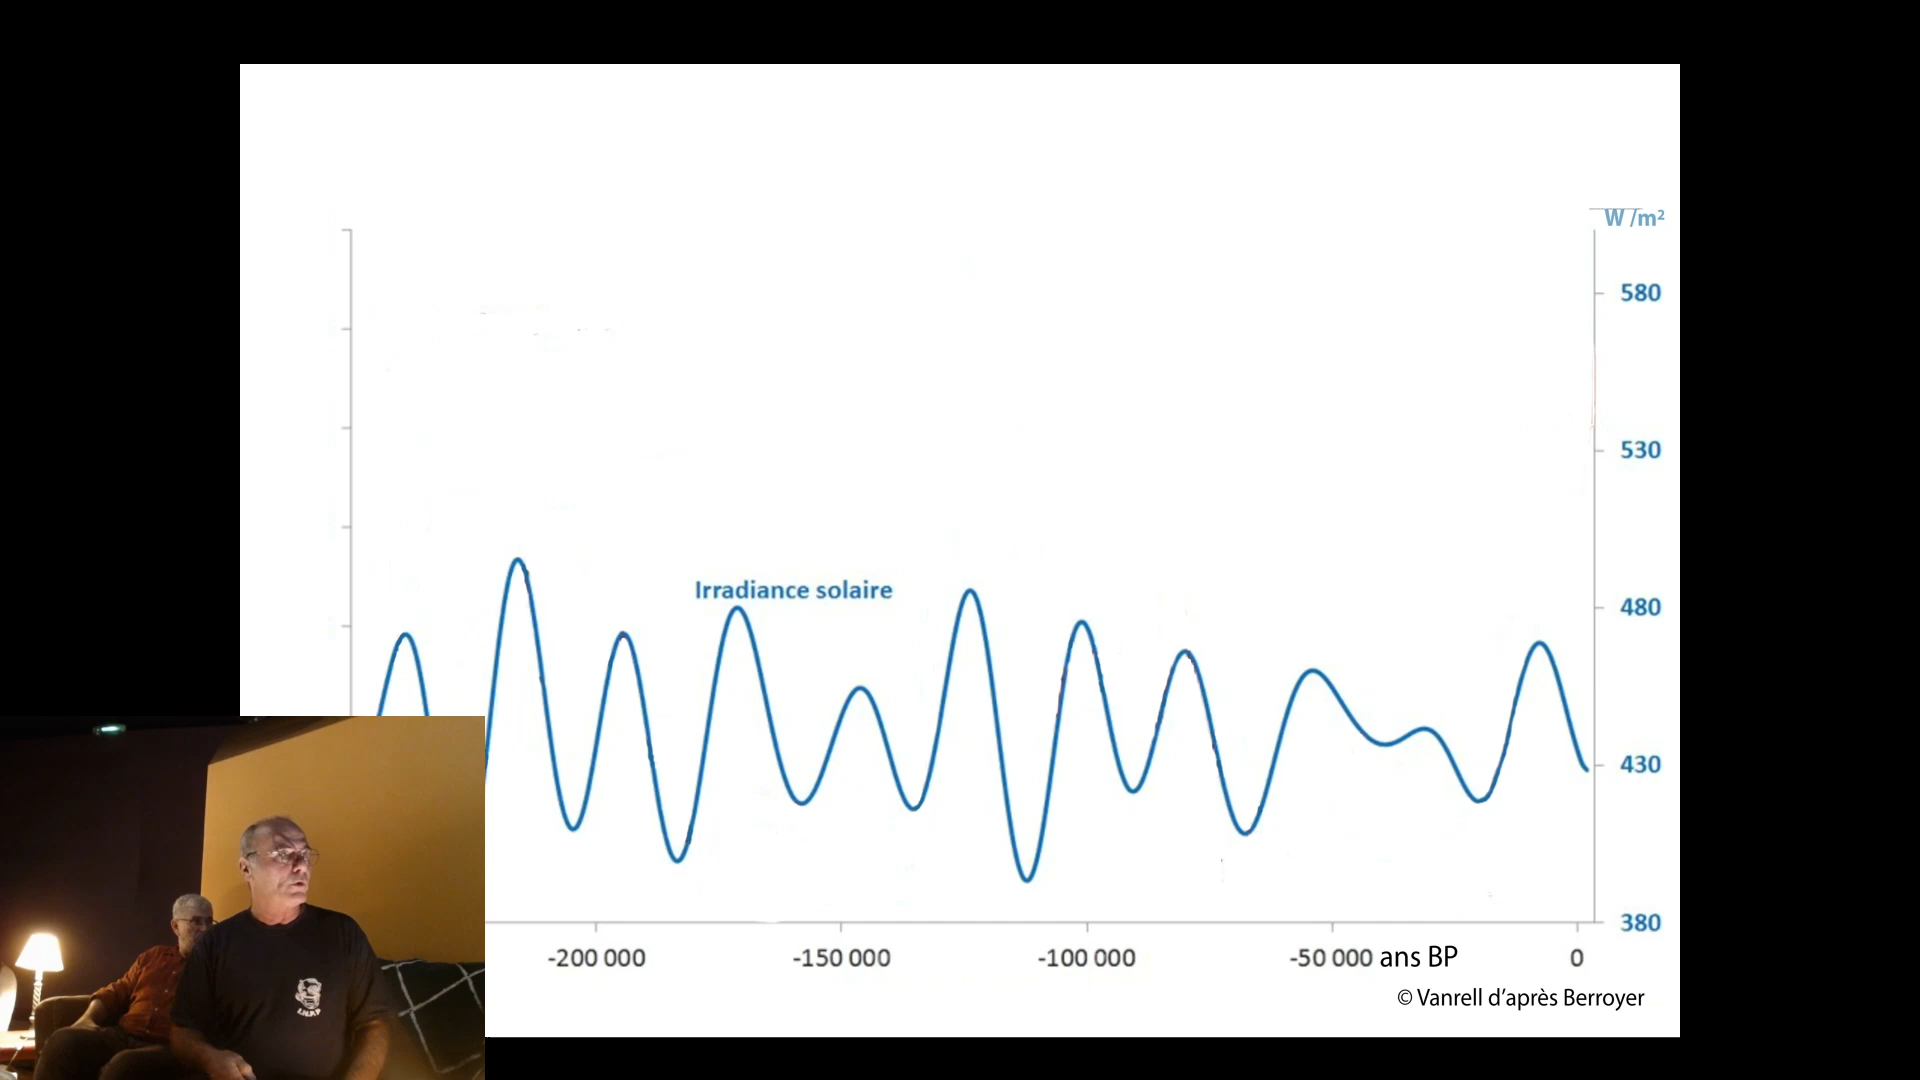 W /m²
580
530
Irradiance solaire
480
430
380
-200 000 -150 000 -100 000 -50 000 ans BP 0
© Vanrell d’après Berroyer